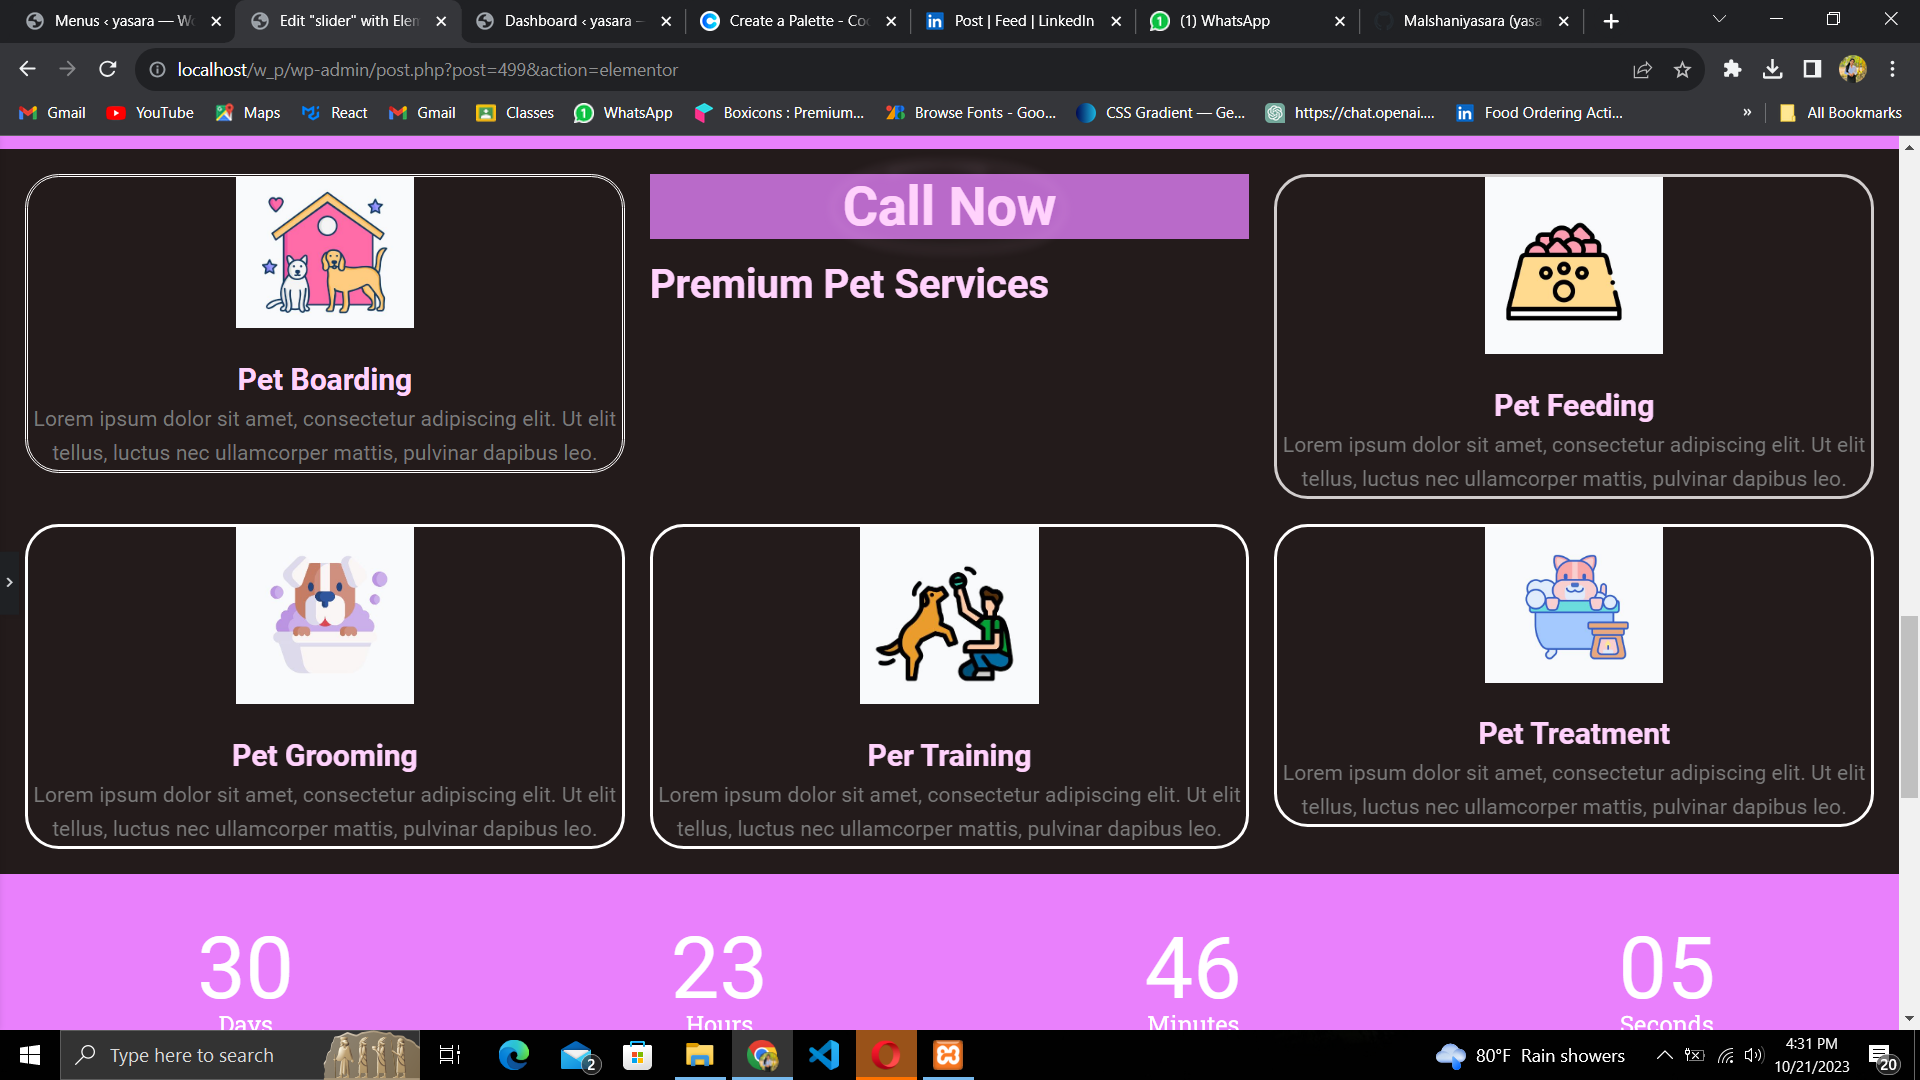 Menus ‹ yasara — Wo
Edit "slider" with Elem
Dashboard ‹ yasara —
Create a Palette - Coo
Post | Feed | LinkedIn
(1) WhatsApp
Malshaniyasara (yasa
localhost/w_p/wp-admin/post.php?post=499&action=elementor
Gmail
YouTube
Maps
React
Gmail
Classes
WhatsApp
Boxicons : Premium...
Browse Fonts - Goo...
CSS Gradient — Ge...
https://chat.openai....
Food Ordering Acti...
»
All Bookmarks
Call Now
Premium Pet Services
Pet Boarding
Lorem ipsum dolor sit amet, consectetur adipiscing elit. Ut elit
tellus, luctus nec ullamcorper mattis, pulvinar dapibus leo.
Pet Feeding
Lorem ipsum dolor sit amet, consectetur adipiscing elit. Ut elit
tellus, luctus nec ullamcorper mattis, pulvinar dapibus leo.
Pet Grooming
Lorem ipsum dolor sit amet, consectetur adipiscing elit. Ut elit
tellus, luctus nec ullamcorper mattis, pulvinar dapibus leo.
Per Training
Lorem ipsum dolor sit amet, consectetur adipiscing elit. Ut elit
tellus, luctus nec ullamcorper mattis, pulvinar dapibus leo.
Pet Treatment
Lorem ipsum dolor sit amet, consectetur adipiscing elit. Ut elit
tellus, luctus nec ullamcorper mattis, pulvinar dapibus leo.
30
Days
23
Hours
46
Minutes
05
Seconds
Type here to search
2
80°F Rain showers
4:31 PM
10/21/2023
20